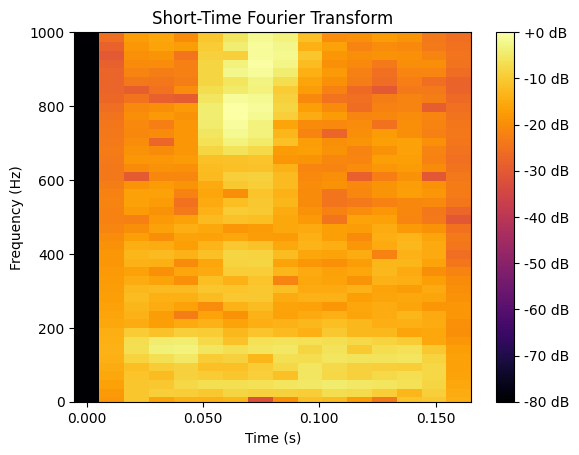 Short-Time Fourier Transform
Frequency (Hz)
1000
800
600
400
200
0
0.000 0.050 0.100 0.150
Time (s)
+0 dB
-10 dB
-20 dB
-30 dB
-40 dB
-50 dB
-60 dB
-70 dB
-80 dB